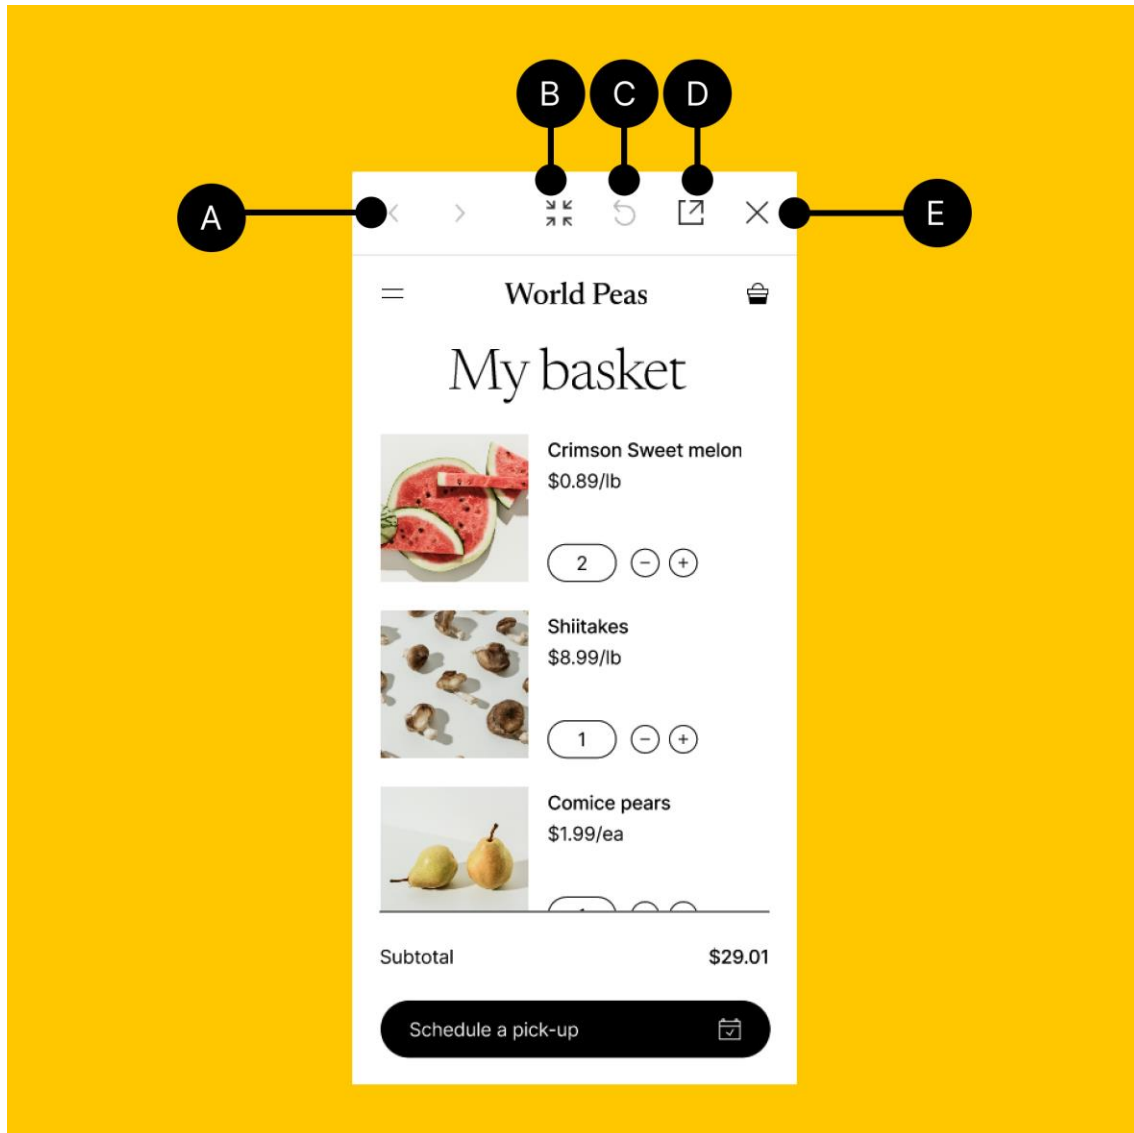 B C D
A
E
World Peas
My basket
Crimson Sweet melon
$0.89/lb
2
Shiitakes
$8.99/lb
1
Comice pears
$1.99/ea
Subtotal $29.01
Schedule a pick-up